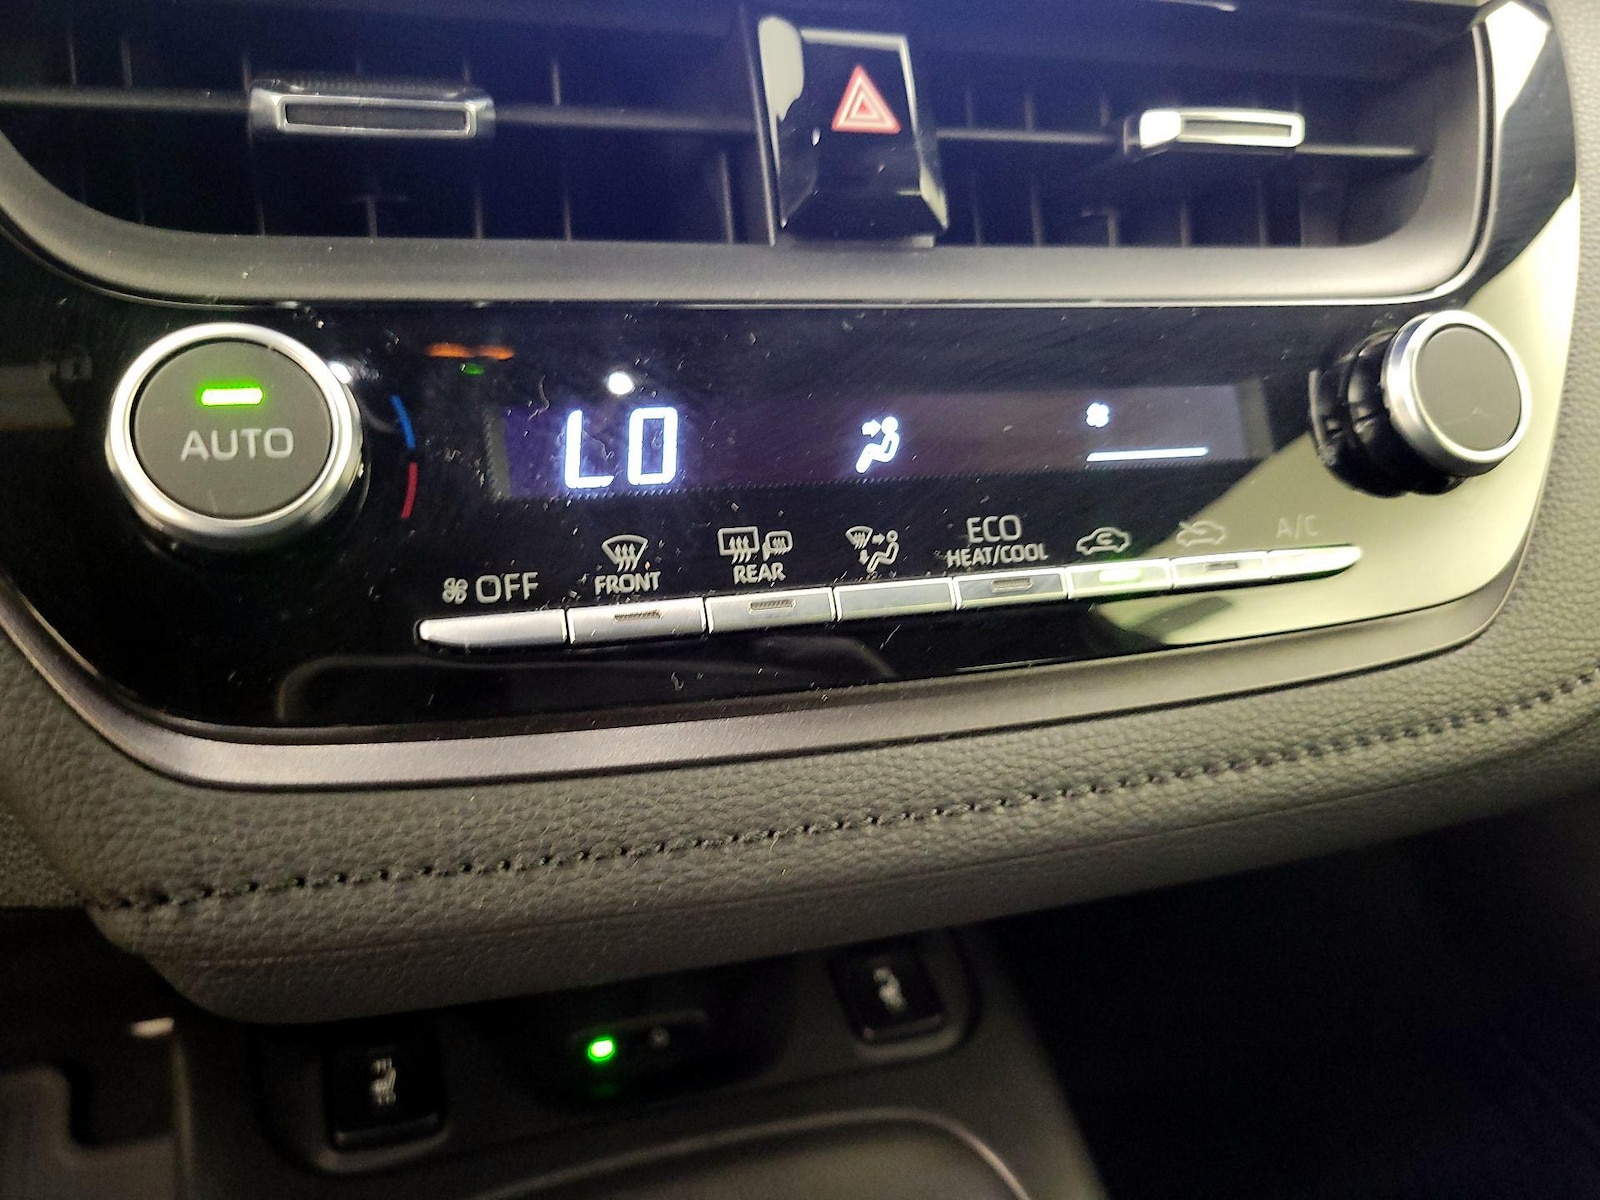 AUTO
LO
OFF
FRONT
REAR
ECO
HEAT/COOL
A/C